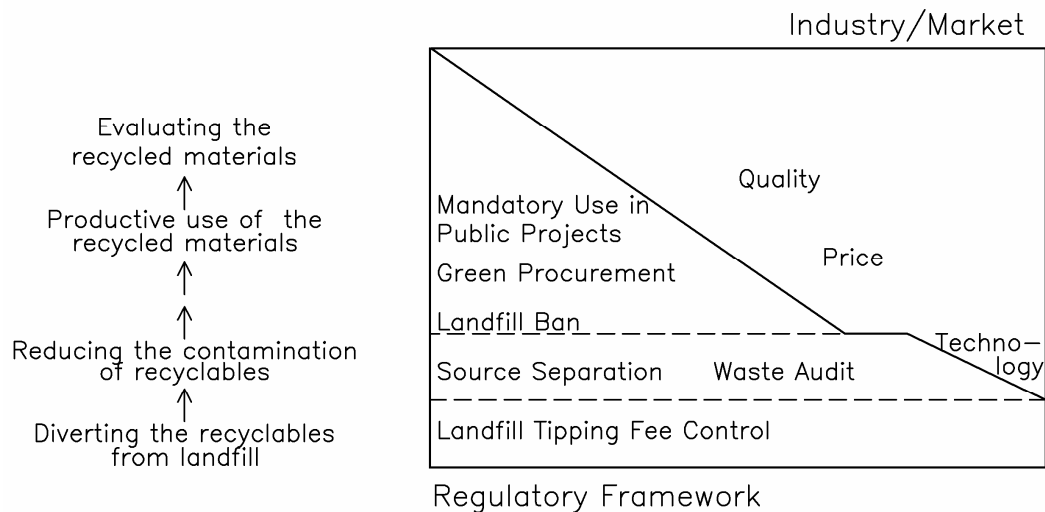 Industry/Market
Evaluating the
recycled materials
Productive use of the
recycled materials
Reducing the contamination
of recyclables
Diverting the recyclables
from landfill
Quality
Mandatory Use in
Public Projects
Price
Green Procurement
Landfill Ban
Techno-
logy
Source Separation
Waste Audit
Landfill Tipping Fee Control
Regulatory Framework